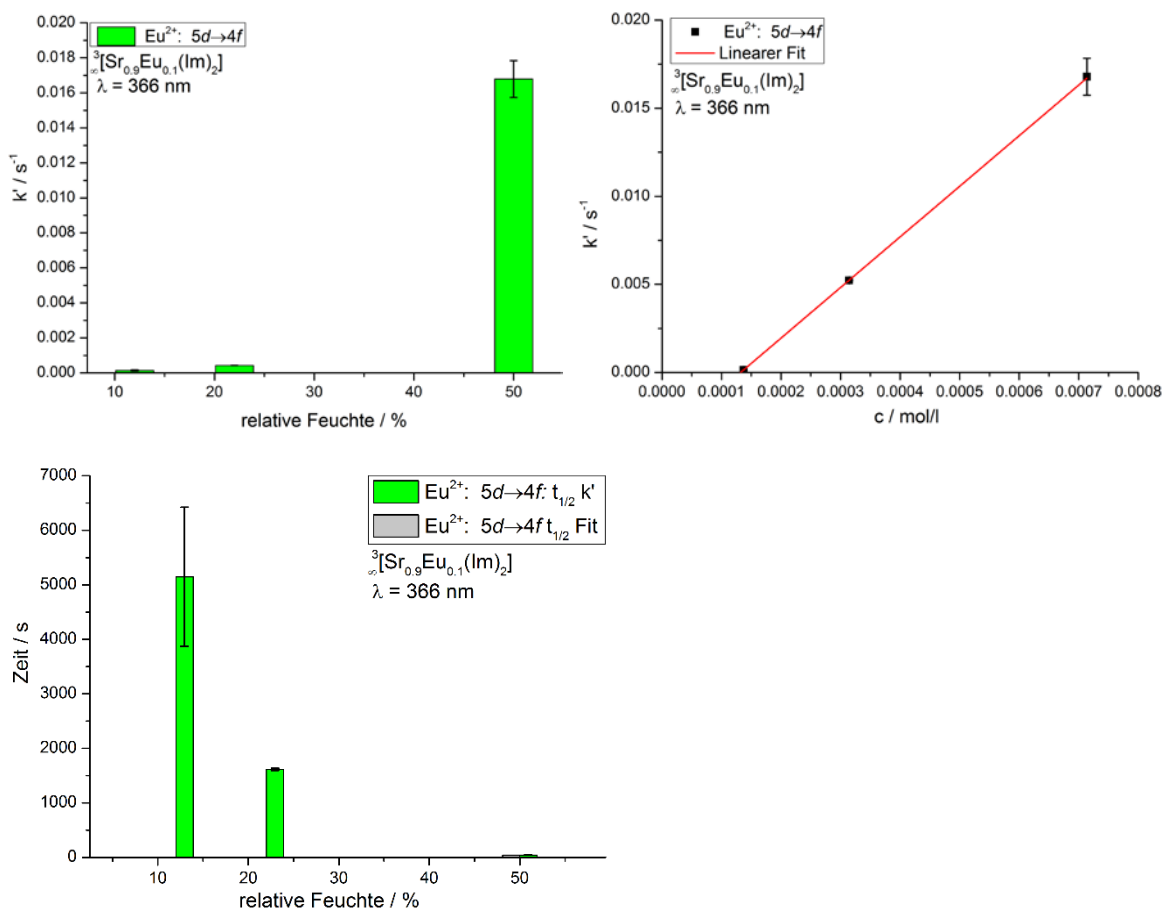 0.020
0.018
0.016
0.014
0.012
0.010
0.008
0.006
0.004
0.002
0.000
k' / s⁻¹
Eu²⁺: 5d→4f
³∞[Sr₀.₉Eu₀.₁(Im)₂]
λ = 366 nm
10 20 30 40 50
relative Feuchte / %
0.020
0.015
0.010
0.005
0.000
k' / s⁻¹
Eu²⁺: 5d→4f
Linearer Fit
³∞[Sr₀.₉Eu₀.₁(Im)₂]
λ = 366 nm
0.0000 0.0001 0.0002 0.0003 0.0004 0.0005 0.0006 0.0007 0.0008
c / mol/l
7000
6000
5000
4000
3000
2000
1000
0
Zeit / s
Eu²⁺: 5d→4f: t₁/₂ k'
Eu²⁺: 5d→4f t₁/₂ Fit
³∞[Sr₀.₉Eu₀.₁(Im)₂]
λ = 366 nm
10 20 30 40 50
relative Feuchte / %